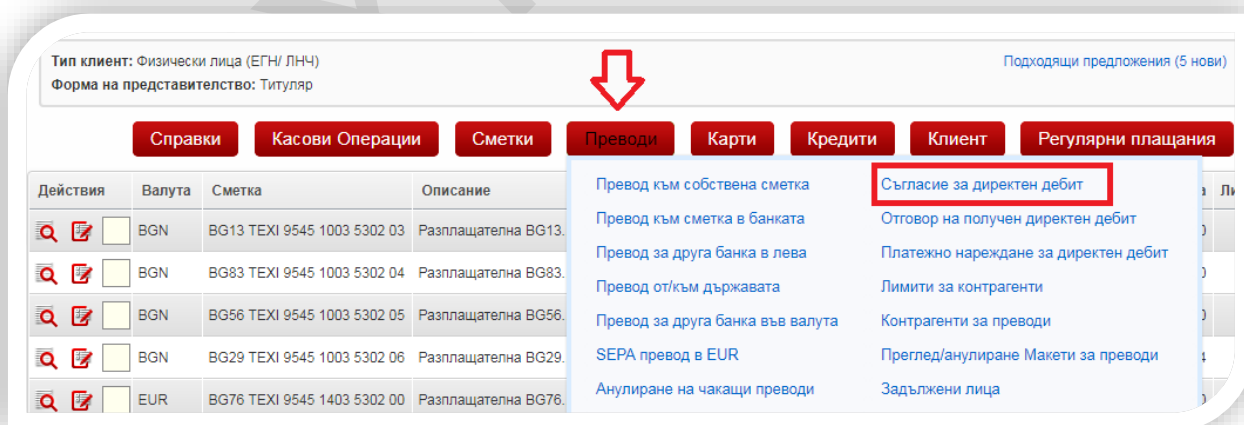 Тип клиент: Физически лица (ЕГН/ ЛНЧ)
Подходящи предложения (5 нови)
Форма на представителство: Титуляр
Справки Касови Операции Сметки Преводи Карти Кредити Клиент Регулярни плащания
Действия Валута Сметка Описание
BGN BG13 TEXI 9545 1003 5302 03 Разплащателна BG13.
BGN BG83 TEXI 9545 1003 5302 04 Разплащателна BG83.
BGN BG56 TEXI 9545 1003 5302 05 Разплащателна BG56.
BGN BG29 TEXI 9545 1003 5302 06 Разплащателна BG29.
EUR BG76 TEXI 9545 1403 5302 00 Разплащателна BG76.
Превод към собствена сметка
Превод към сметка в банката
Превод за друга банка в лева
Превод от/към държавата
Превод за друга банка във валута
SEPA превод в EUR
Анулиране на чакащи преводи
Съгласие за директен дебит
Отговор на получен директен дебит
Платежно нареждане за директен дебит
Лимити за контрагенти
Контрагенти за преводи
Преглед/анулиране Макети за преводи
Задължени лица